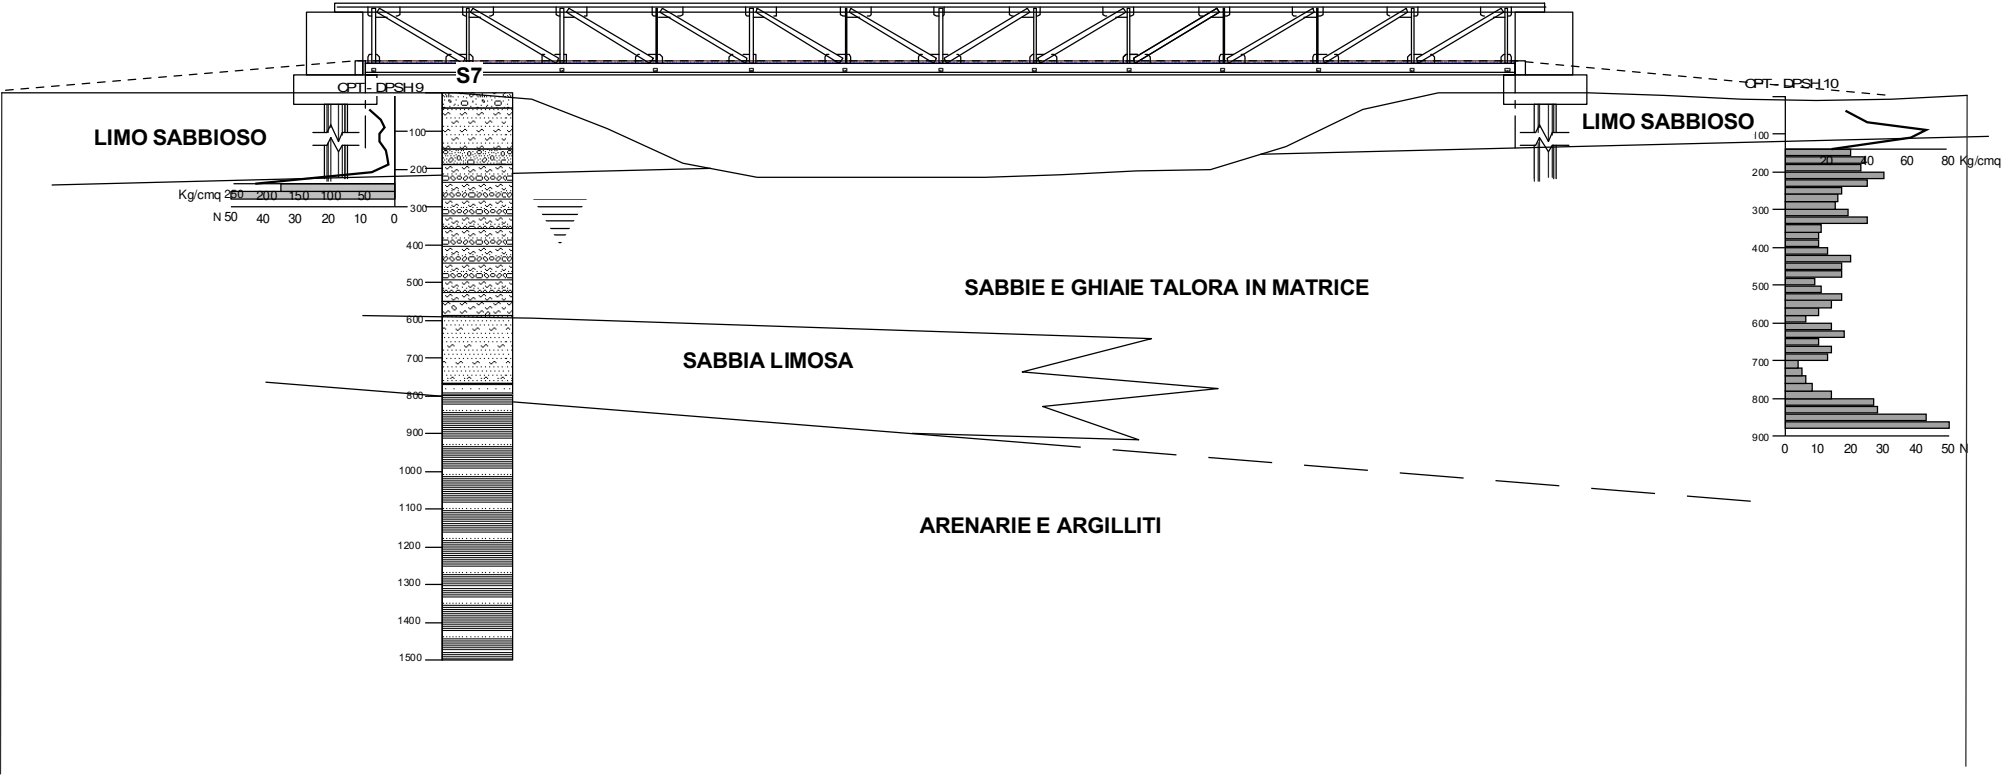 S7
CPT - DPSH 9
CPT - DPSH 10
LIMO SABBIOSO
LIMO SABBIOSO
100
200
300
400
500
600
700
800
900
1000
1100
1200
1300
1400
1500
Kg/cmq 250 200 150 100 50
N 50 40 30 20 10 0
100
20 40 60 80 Kg/cmq
200
300
400
500
600
700
800
900
0 10 20 30 40 50 N
SABBIE E GHIAIE TALORA IN MATRICE
SABBIA LIMOSA
ARENARIE E ARGILLITI